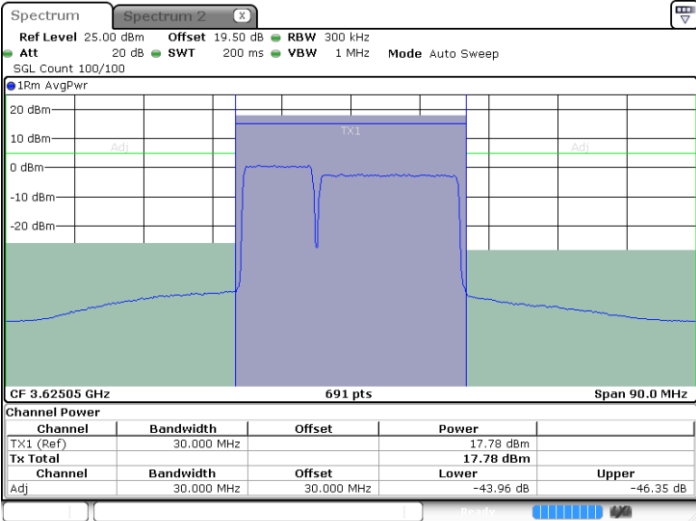 Spectrum Spectrum 2 X
Ref Level 25.00 dBm Offset 19.50 dB RBW 300 kHz
Att 20 dB SWT 200 ms VBW 1 MHz Mode Auto Sweep
SGL Count 100/100
1Rm AvgPwr
20 dBm
TX1
10 dBm
Adj Adj
0 dBm
-10 dBm
-20 dBm
CF 3.62505 GHz 691 pts Span 90.0 MHz
Channel Power
Channel Bandwidth Offset Power
TX1 (Ref) 30.000 MHz 17.78 dBm
Tx Total 17.78 dBm
Channel Bandwidth Offset Lower Upper
Adj 30.000 MHz 30.000 MHz -43.96 dB -46.35 dB
Ready